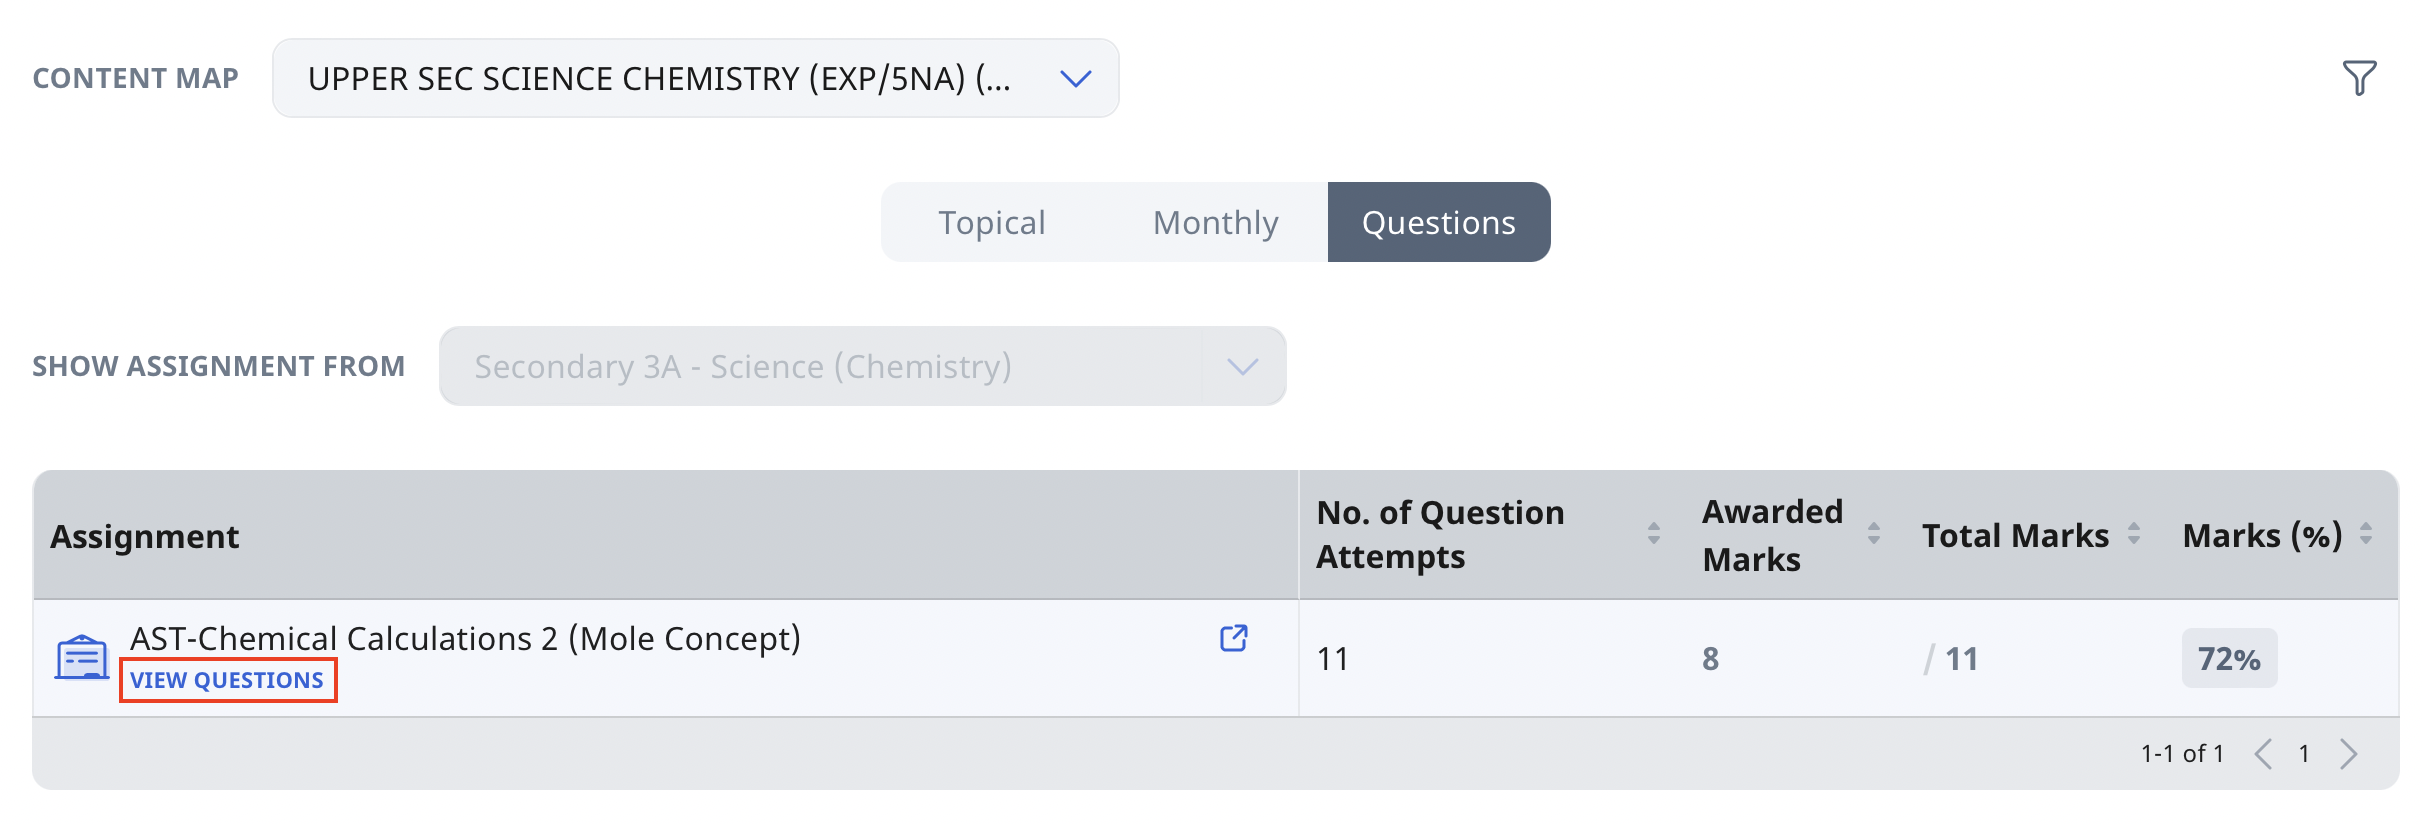 CONTENT MAP
UPPER SEC SCIENCE CHEMISTRY (EXP/5NA) (...
Topical
Monthly
Questions
SHOW ASSIGNMENT FROM
Secondary 3A - Science (Chemistry)
Assignment
No. of Question
Attempts
Awarded
Marks
Total Marks
Marks (%)
AST-Chemical Calculations 2 (Mole Concept)
VIEW QUESTIONS
11
8
/ 11
72%
1-1 of 1
1